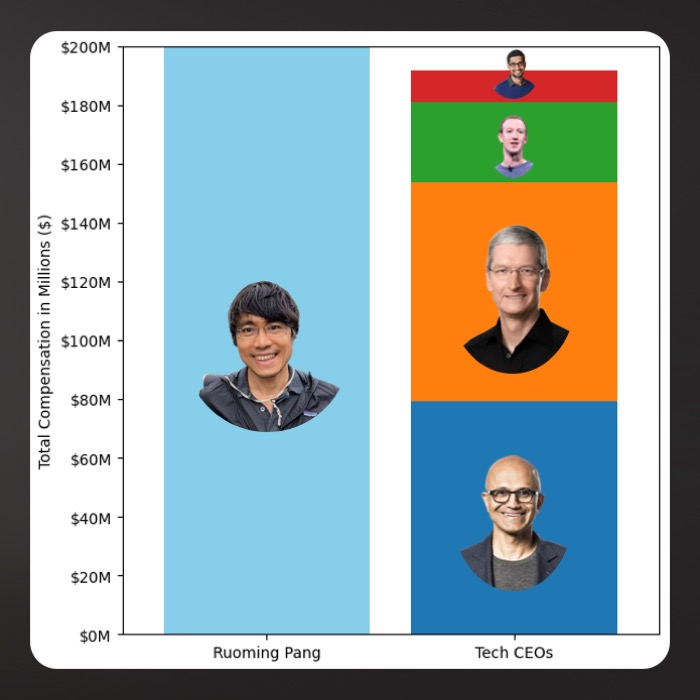 Total Compensation in Millions ($)
$200M
$180M
$160M
$140M
$120M
$100M
$80M
$60M
$40M
$20M
$0M
Ruoming Pang
Tech CEOs